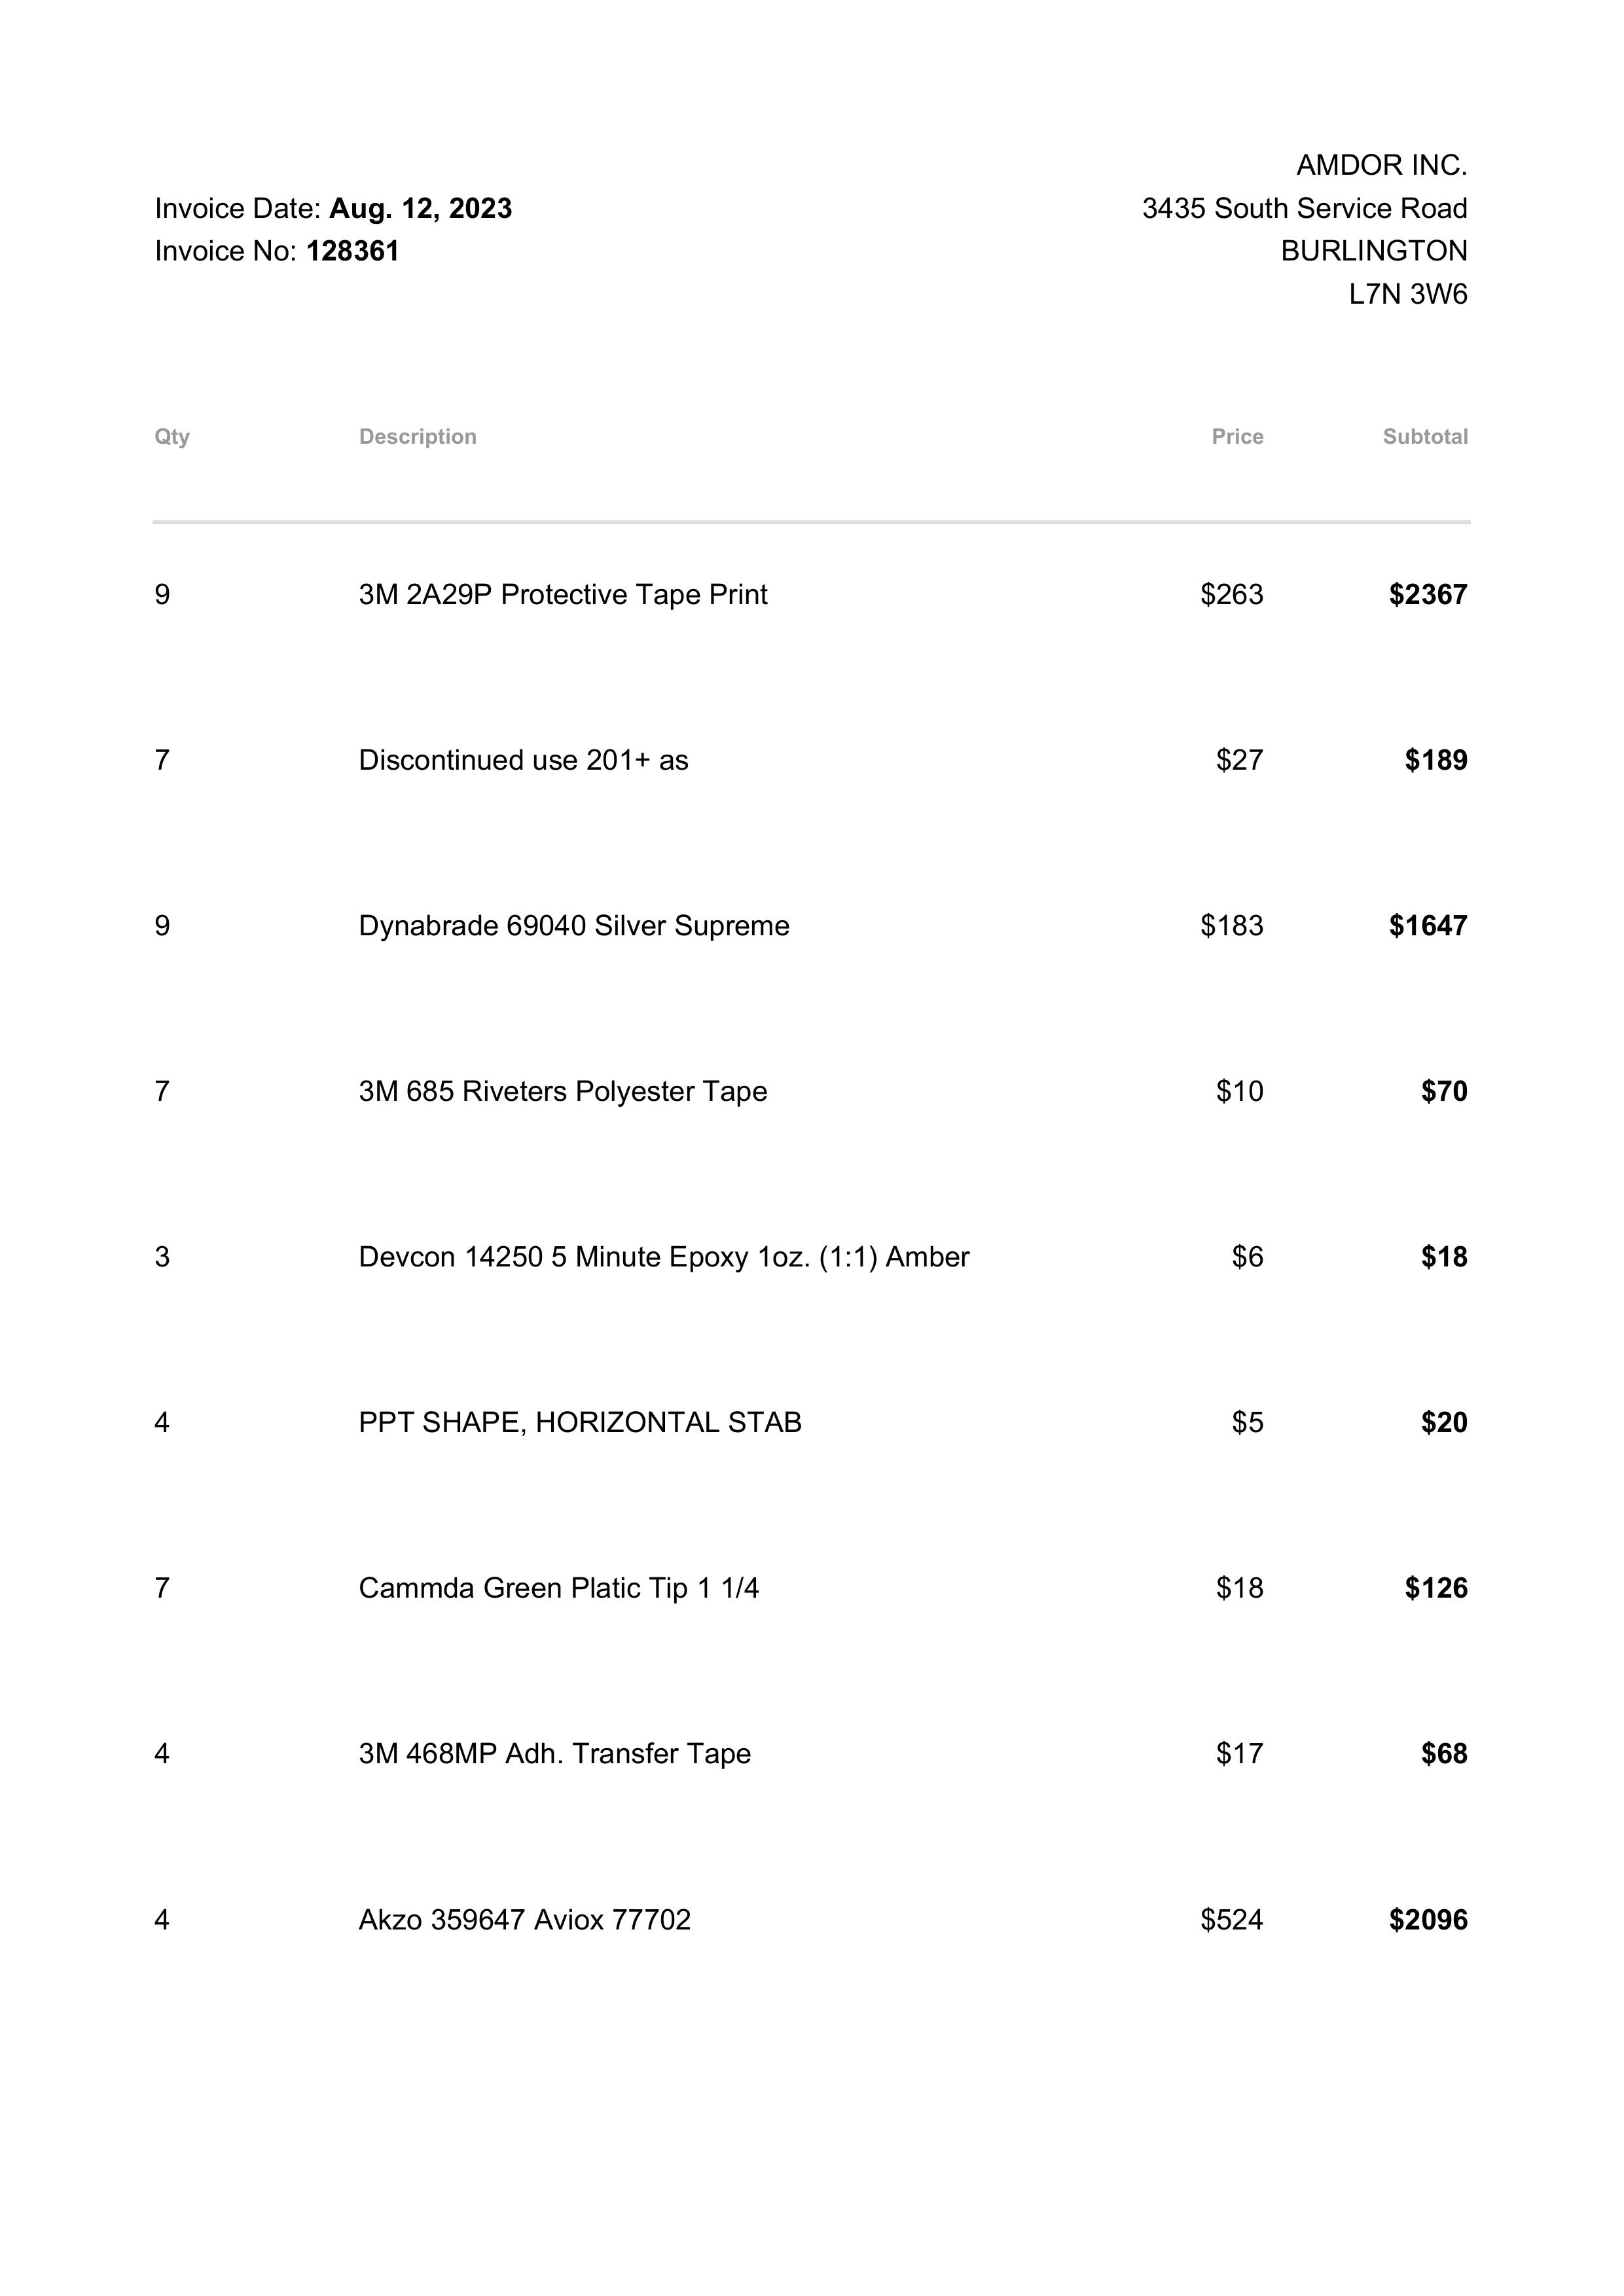 AMDOR INC.
Invoice Date: Aug. 12, 2023 3435 South Service Road
Invoice No: 128361 BURLINGTON
L7N 3W6
Qty Description Price Subtotal
9 3M 2A29P Protective Tape Print $263 $2367
7 Discontinued use 201+ as $27 $189
9 Dynabrade 69040 Silver Supreme $183 $1647
7 3M 685 Riveters Polyester Tape $10 $70
3 Devcon 14250 5 Minute Epoxy 1oz. (1:1) Amber $6 $18
4 PPT SHAPE, HORIZONTAL STAB $5 $20
7 Cammda Green Platic Tip 1 1/4 $18 $126
4 3M 468MP Adh. Transfer Tape $17 $68
4 Akzo 359647 Aviox 77702 $524 $2096